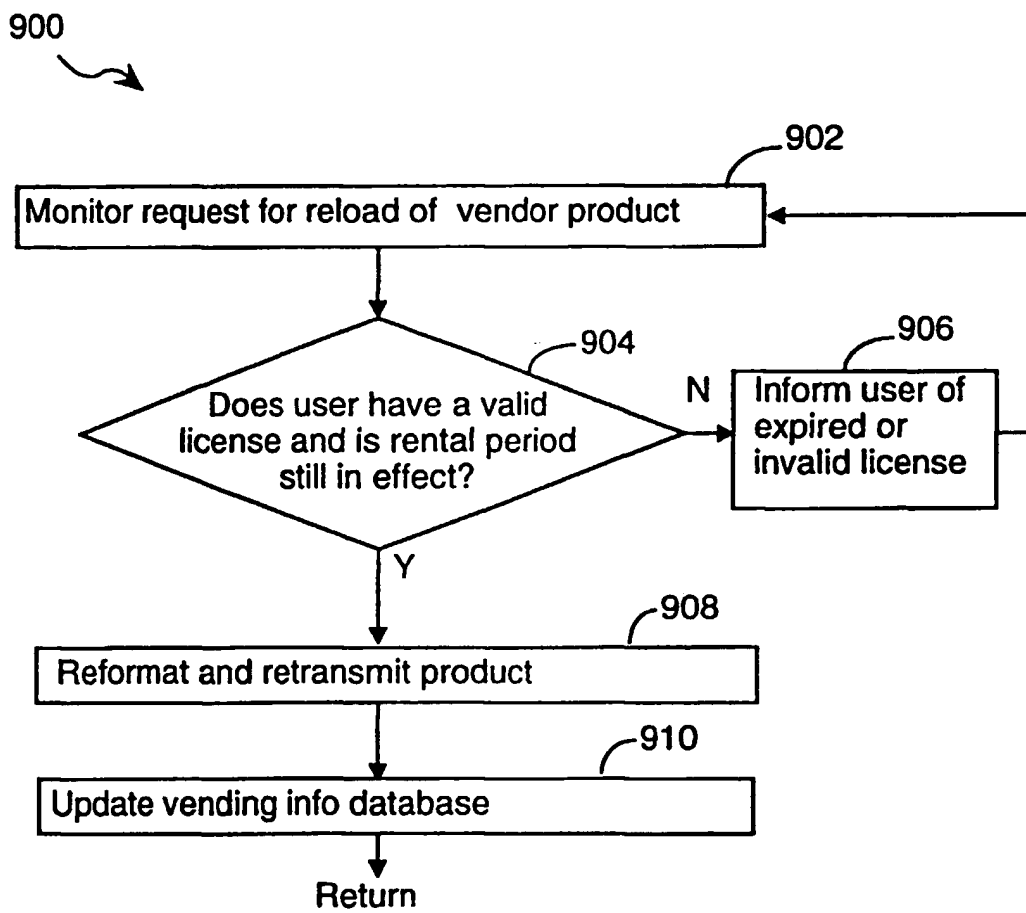 900
902
Monitor request for reload of vendor product
904
Does user have a valid
license and is rental period
still in effect?
N
906
Inform user of
expired or
invalid license
Y
908
Reformat and retransmit product
910
Update vending info database
Return